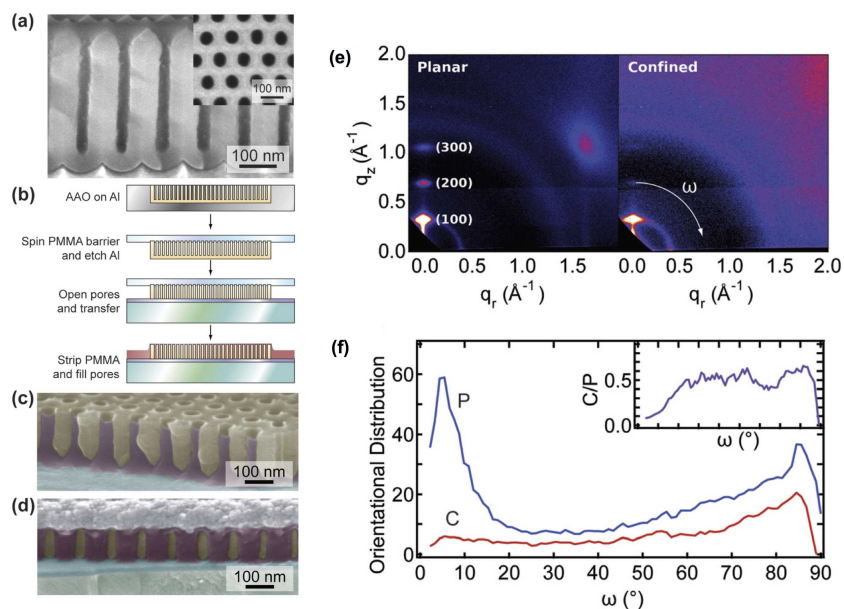 (a)
100 nm
100 nm
(b)
AAO on Al
Spin PMMA barrier
and etch Al
Open pores
and transfer
Strip PMMA
and fill pores
(c)
100 nm
(d)
100 nm
(e)
Planar
Confined
2.0
1.5
1.0
0.5
0.0
q_z (Å⁻¹)
(300)
(200)
(100)
ω
0.0 0.5 1.0 1.5
0.0 0.5 1.0 1.5 2.0
q_r (Å⁻¹)
q_r (Å⁻¹)
(f)
Orientational Distribution
60
40
20
0
P
C
C/P
0.5
0.0
ω (°)
0 10 20 30 40 50 60 70 80 90
ω (°)